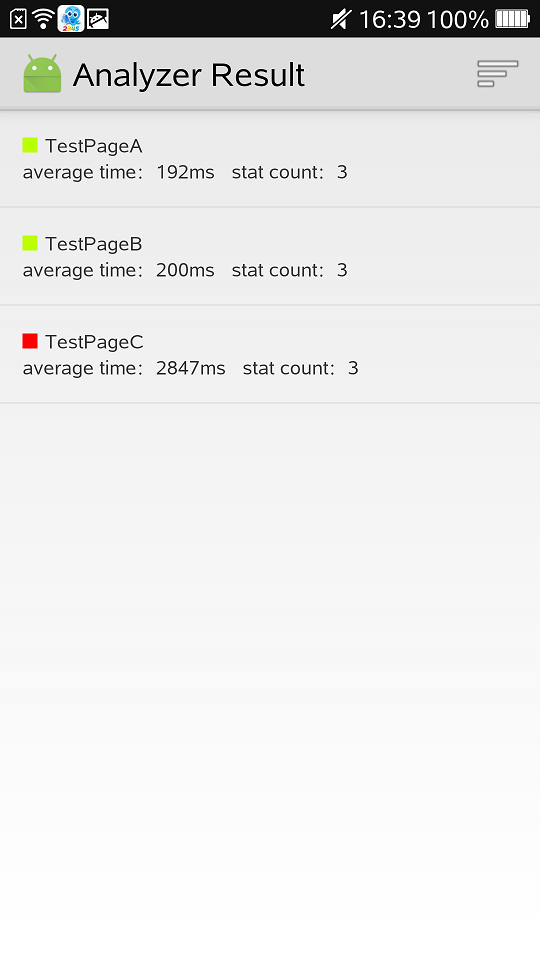 16:39 100%
Analyzer Result
TestPageA
average time: 192ms stat count: 3
TestPageB
average time: 200ms stat count: 3
TestPageC
average time: 2847ms stat count: 3